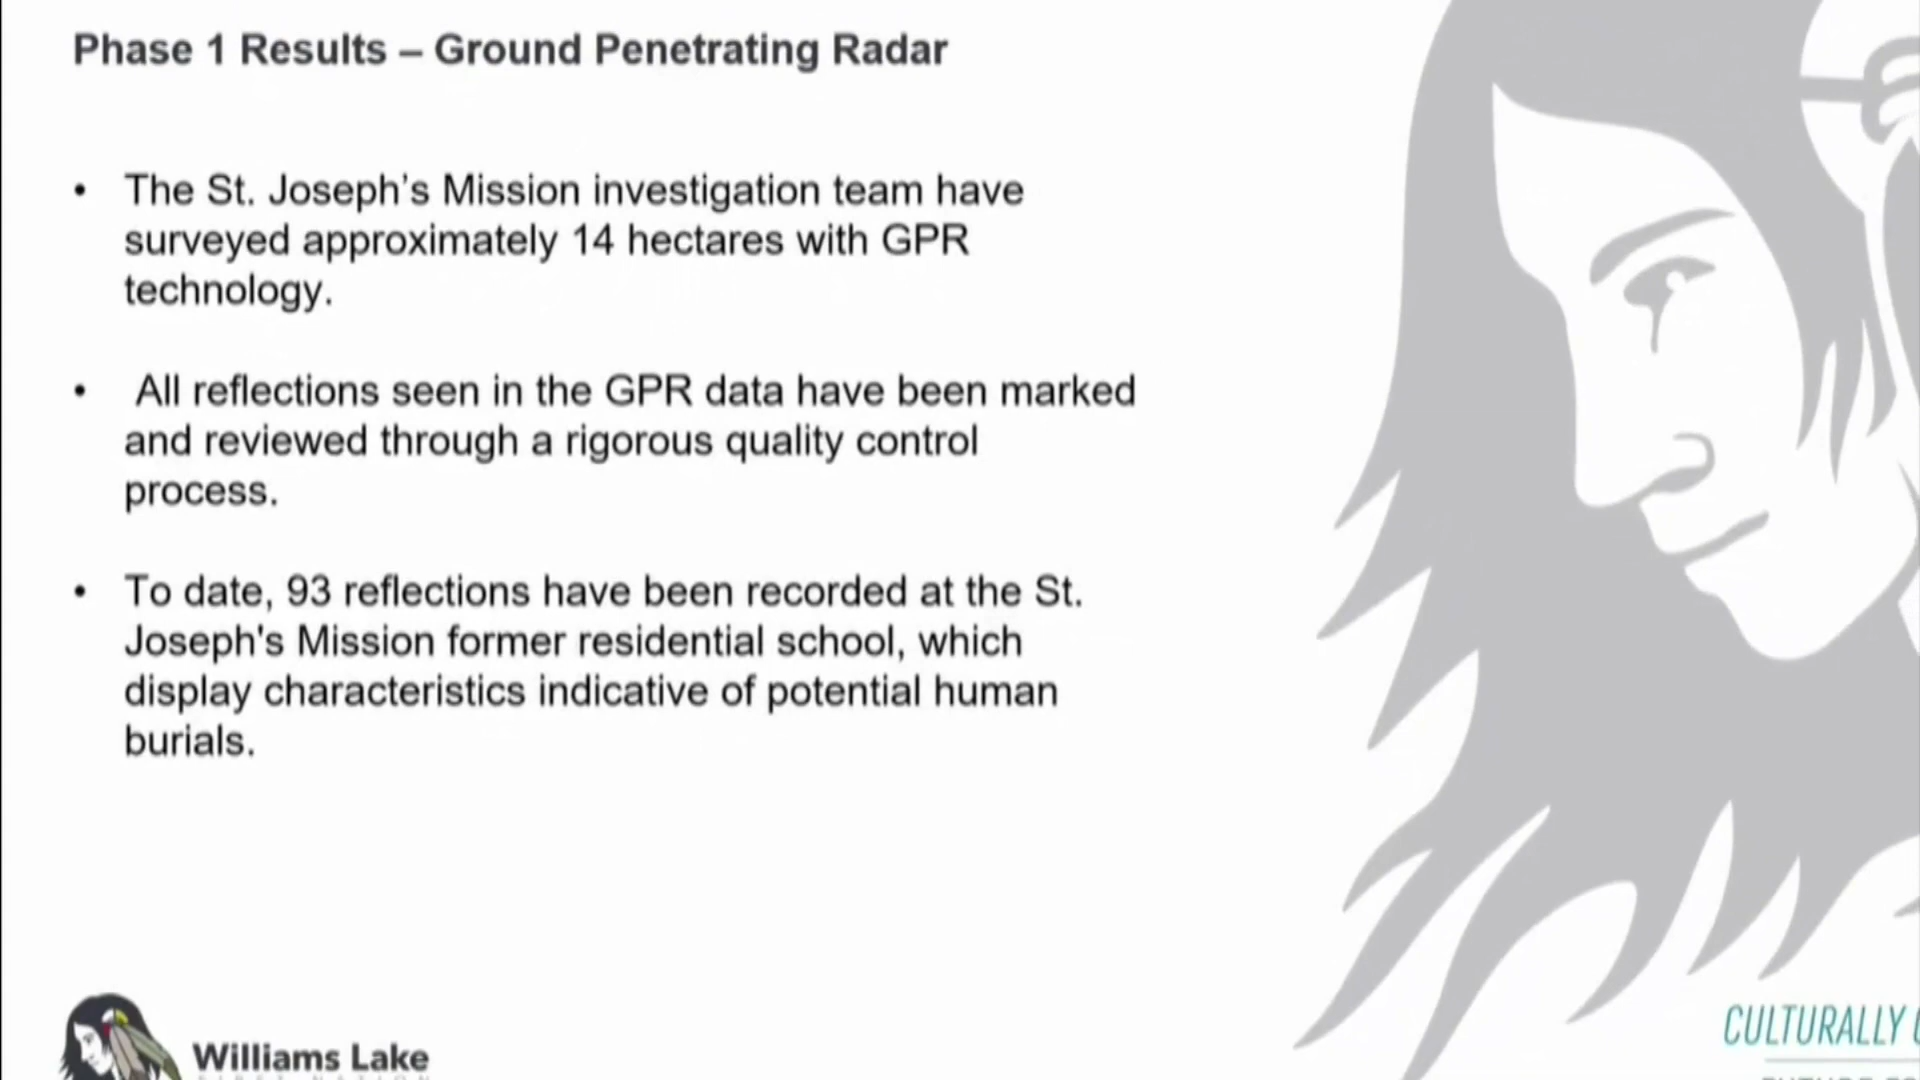 Phase 1 Results – Ground Penetrating Radar
• The St. Joseph’s Mission investigation team have
surveyed approximately 14 hectares with GPR
technology.
• All reflections seen in the GPR data have been marked
and reviewed through a rigorous quality control
process.
• To date, 93 reflections have been recorded at the St.
Joseph's Mission former residential school, which
display characteristics indicative of potential human
burials.
Williams Lake
CULTURALLY